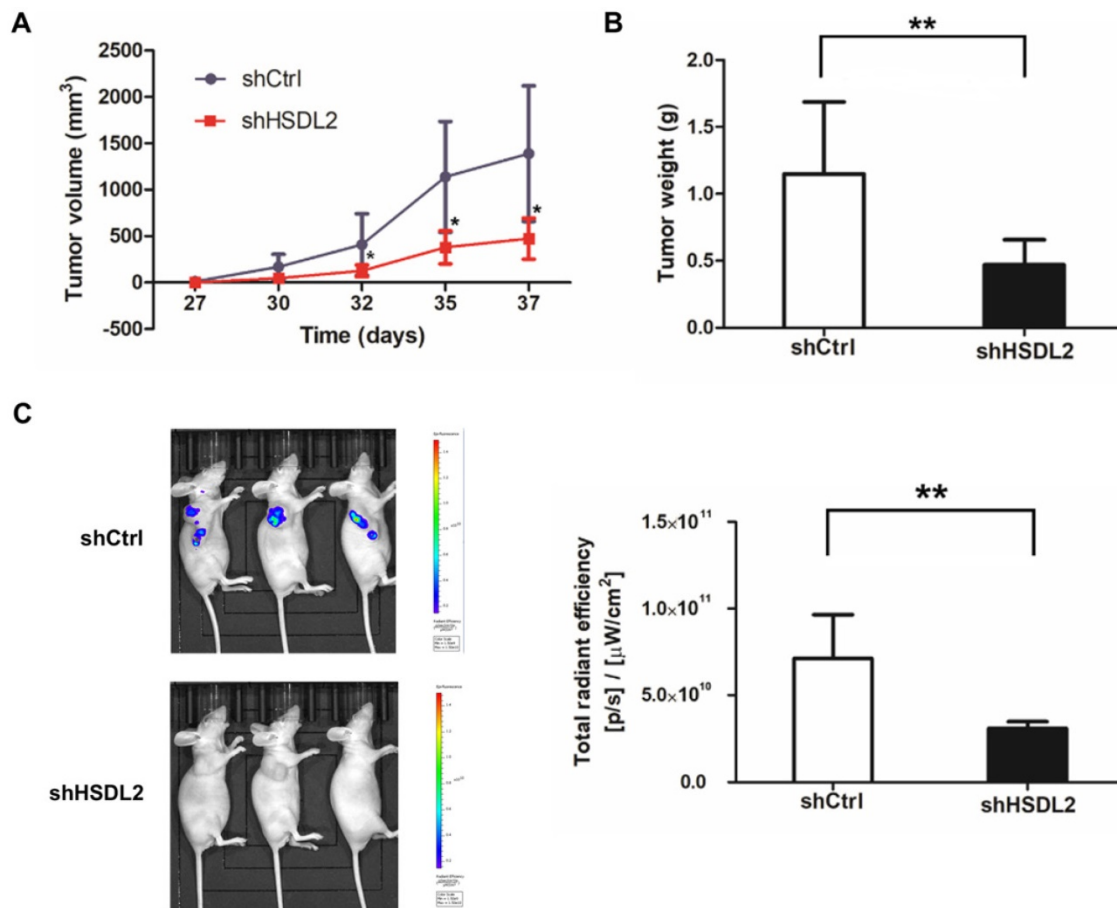 A
2500
2000
1500
1000
500
0
-500
Tumor volume (mm³)
shCtrl
shHSDL2
*
*
*
27 30 32 35 37
Time (days)
B
**
2.0
1.5
1.0
0.5
0.0
Tumor weight (g)
shCtrl shHSDL2
C
shCtrl
shHSDL2
**
1.5×10¹¹
1.0×10¹¹
5.0×10¹⁰
0.0
Total radiant efficiency
[p/s] / [μW/cm²]
shCtrl shHSDL2